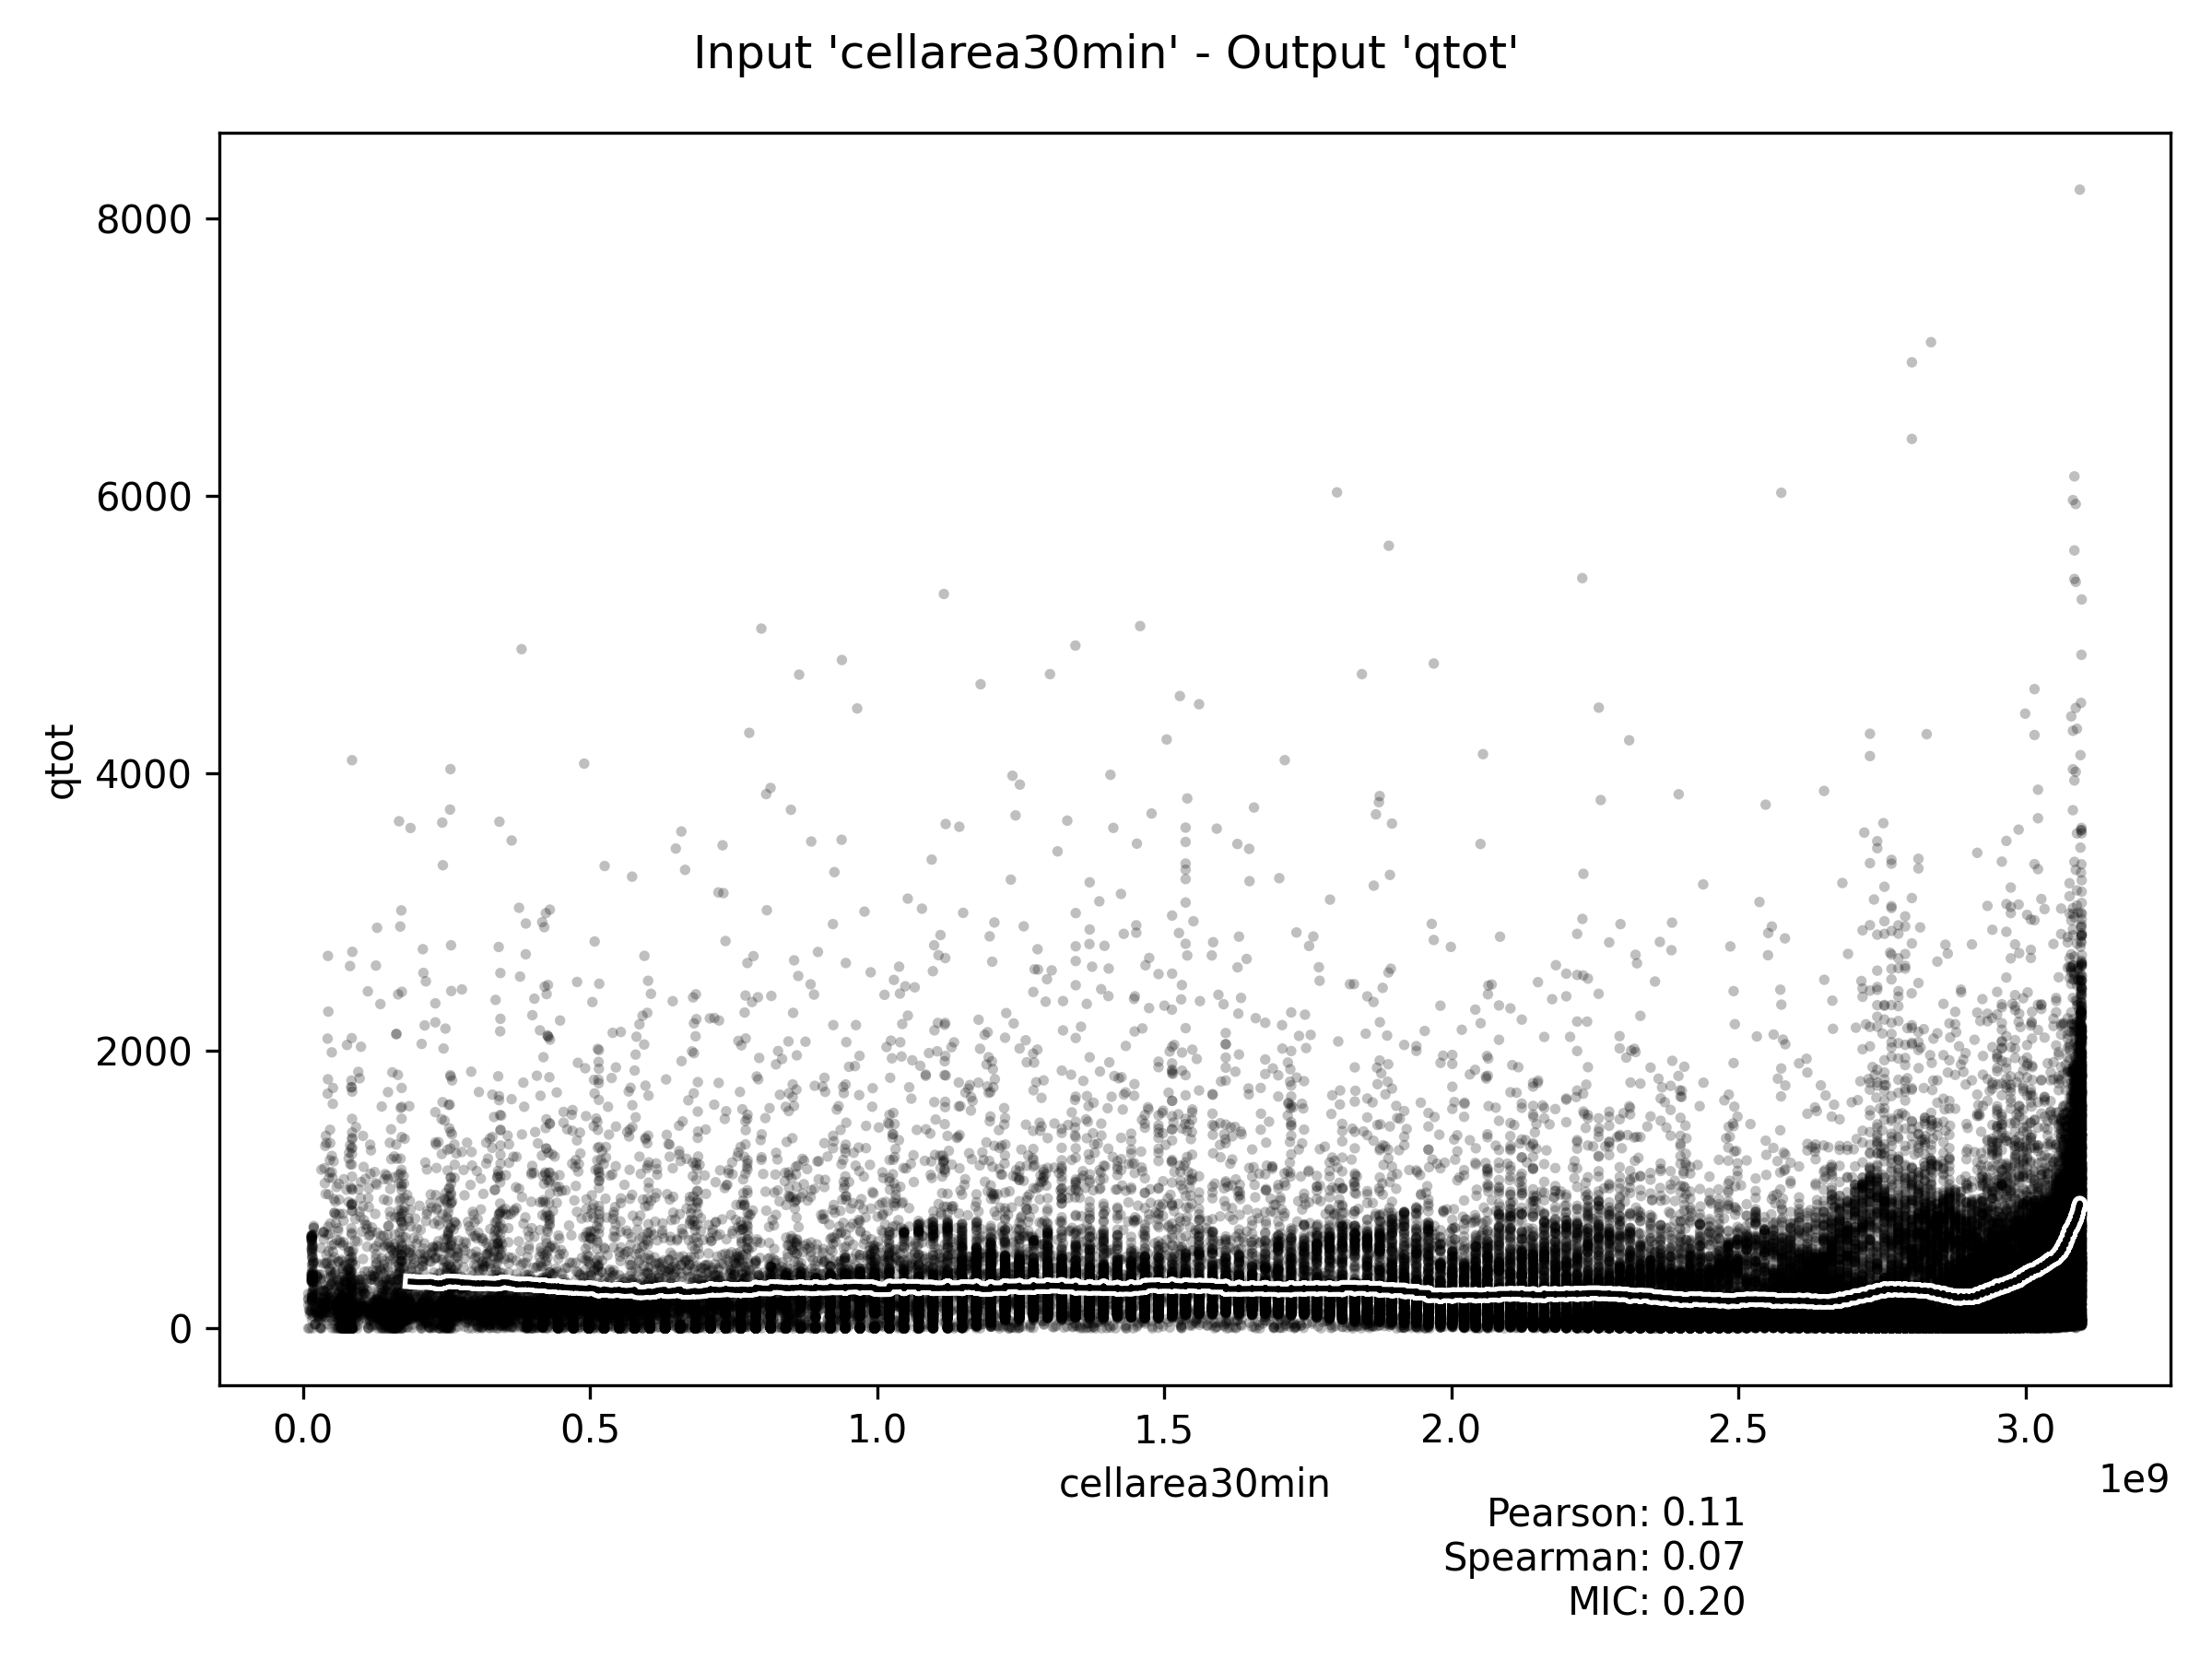 Input 'cellarea30min' - Output 'qtot'
8000
6000
4000
2000
0
qtot
0.0 0.5 1.0 1.5 2.0 2.5 3.0
1e9
cellarea30min
Pearson: 0.11
Spearman: 0.07
MIC: 0.20